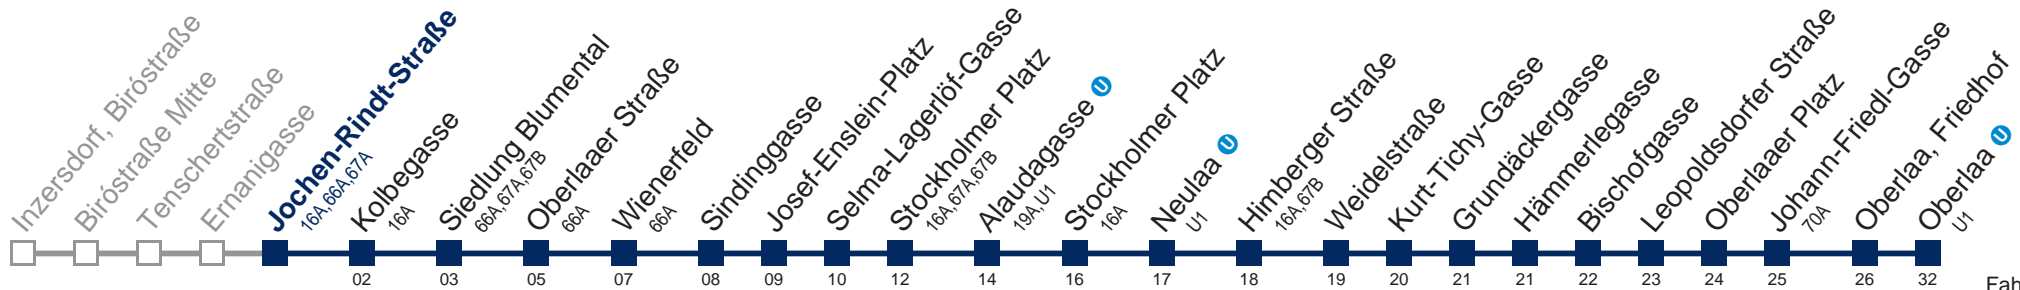 Inzersdorf, Biróstraße
Biróstraße Mitte
Tenschertstraße
Ernanigasse
Jochen-Rindt-Straße
16A,66A,67A
Kolbegasse
16A
Siedlung Blumental
66A,67A,67B
Oberlaaer Straße
66A
Wienerfeld
66A
Sindinggasse
Josef-Enslein-Platz
Selma-Lagerlöf-Gasse
Stockholmer Platz
16A,67A,67B
Alaudagasse U
19A,U1
Stockholmer Platz
16A
Neulaa U
U1
Himberger Straße
16A,67B
Weidelstraße
Kurt-Tichy-Gasse
Grundäckergasse
Hämmerlegasse
Bischofgasse
Leopoldsdorfer Straße
Oberlaaer Platz
Johann-Friedl-Gasse
70A
Oberlaa, Friedhof
Oberlaa U
U1
02 03 05 07 08 09 10 12 14 16 17 18 19 20 21 21 22 23 24 25 26 32 Fah